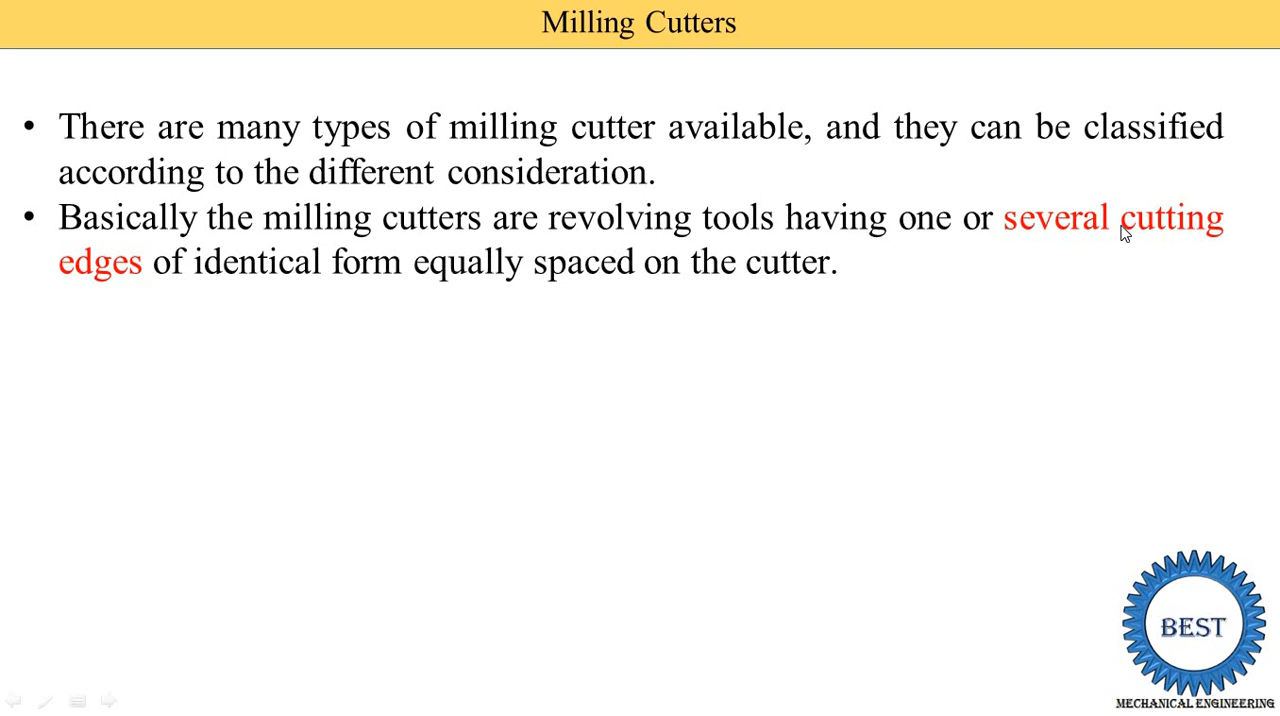 Milling Cutters
• There are many types of milling cutter available, and they can be classified
according to the different consideration.
• Basically the milling cutters are revolving tools having one or several cutting
edges of identical form equally spaced on the cutter.
BEST
MECHANICAL ENGINEERING